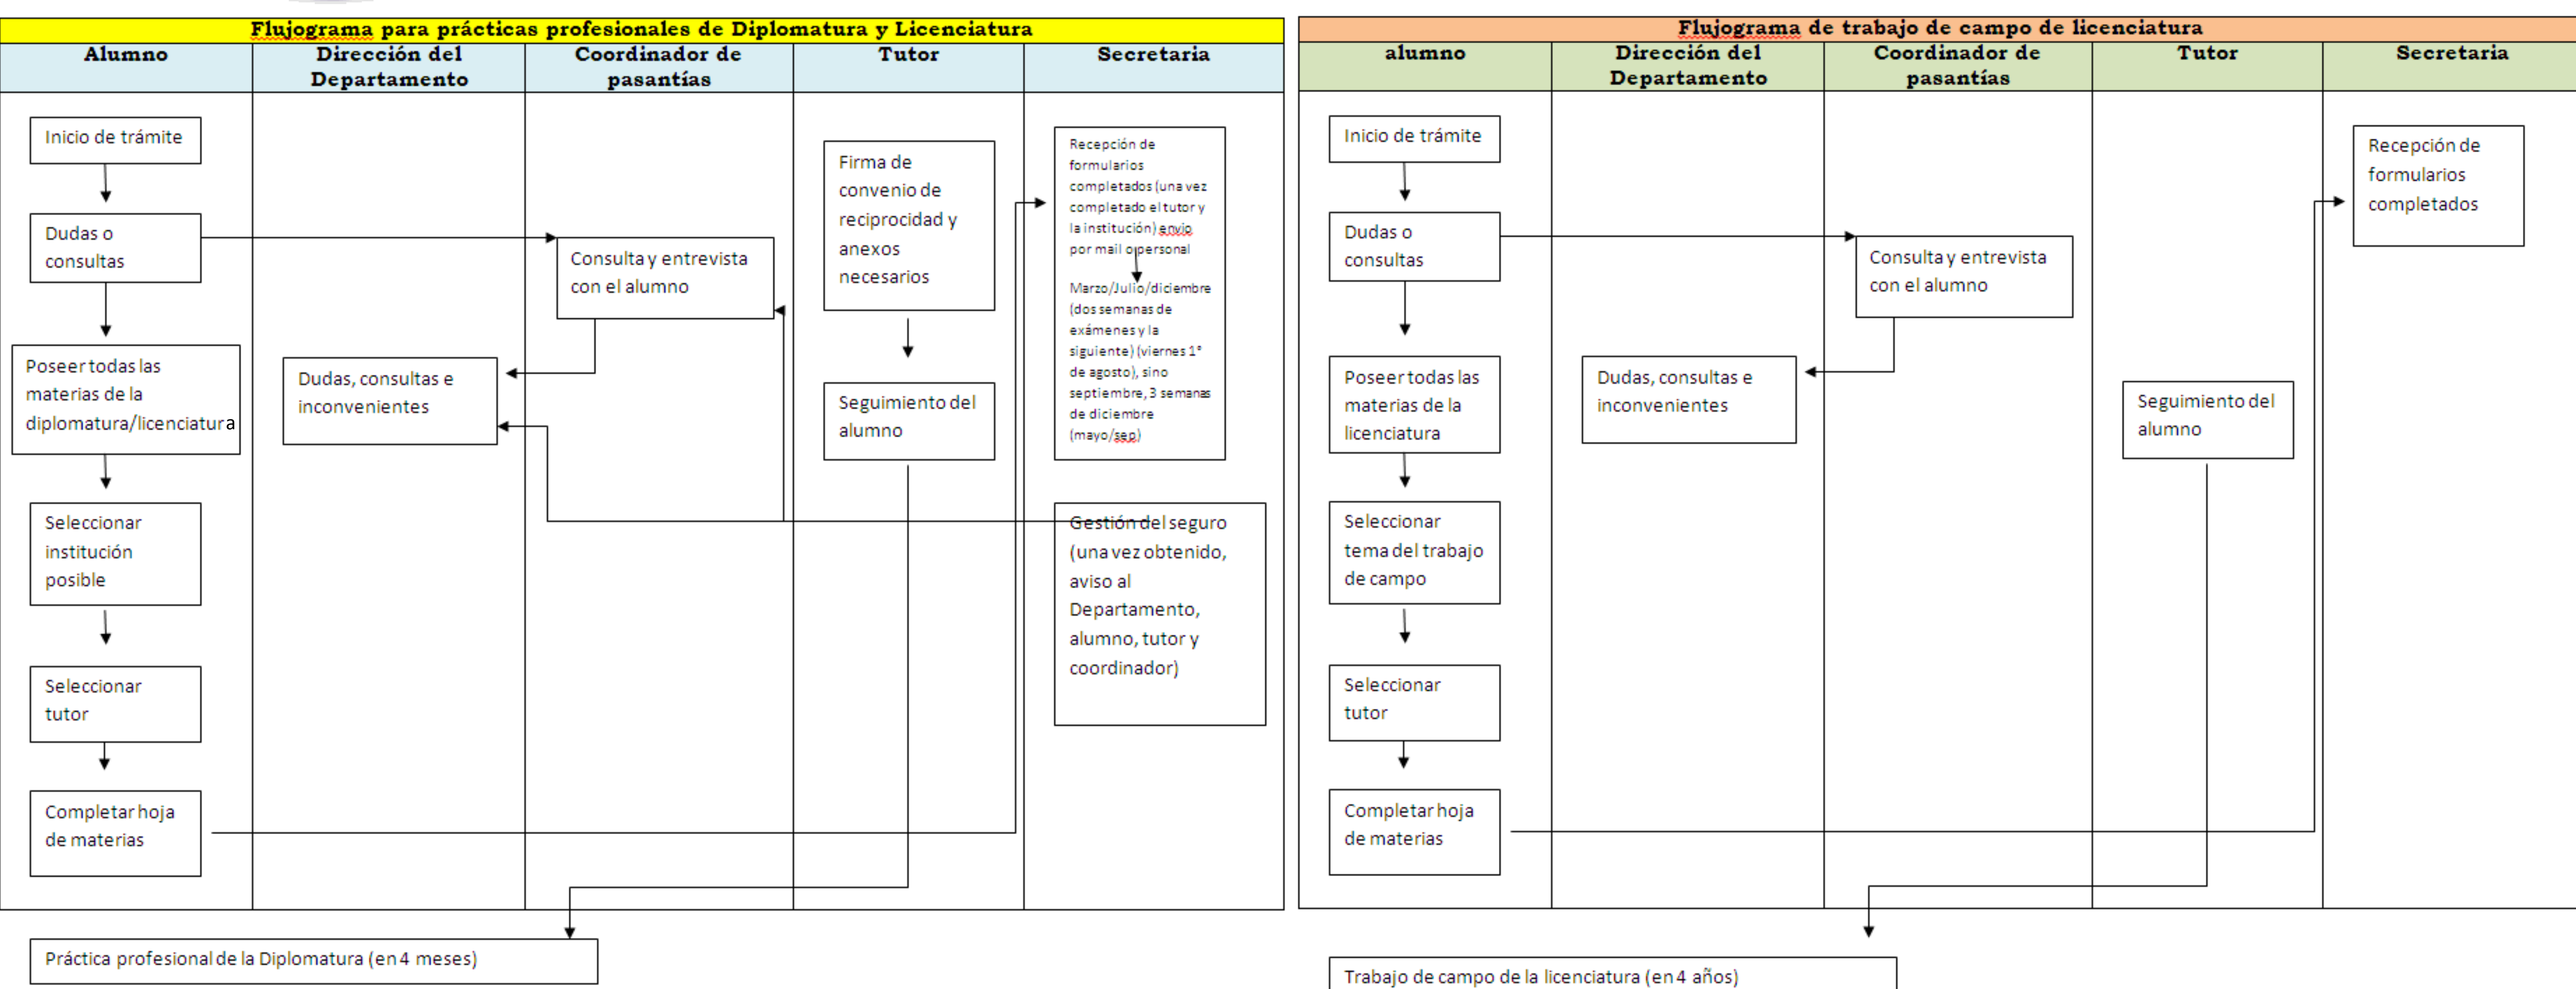 Flujograma para prácticas profesionales de Diplomatura y Licenciatura
Alumno
Dirección del
Departamento
Coordinador de
pasantías
Tutor
Secretaria
Inicio de trámite
Dudas o
consultas
Poseer todas las
materias de la
diplomatura/licenciatura
Seleccionar
institución
posible
Seleccionar
tutor
Completar hoja
de materias
Dudas, consultas e
inconvenientes
Consulta y entrevista
con el alumno
Firma de
convenio de
reciprocidad y
anexos
necesarios
Seguimiento del
alumno
Recepción de
formularios
completados (una vez
completado el tutor y
la institución) envio
por mail o personal
Marzo/Julio/diciembre
(dos semanas de
exámenes y la
siguiente) (viernes 1°
de agosto), sino
septiembre, 3 semanas
de diciembre
(mayo/sep)
Gestión del seguro
(una vez obtenido,
aviso al
Departamento,
alumno, tutor y
coordinador)
Práctica profesional de la Diplomatura (en 4 meses)
Flujograma de trabajo de campo de licenciatura
alumno
Dirección del
Departamento
Coordinador de
pasantías
Tutor
Secretaria
Inicio de trámite
Dudas o
consultas
Poseer todas las
materias de la
licenciatura
Seleccionar
tema del trabajo
de campo
Seleccionar
tutor
Completar hoja
de materias
Dudas, consultas e
inconvenientes
Consulta y entrevista
con el alumno
Seguimiento del
alumno
Recepción de
formularios
completados
Trabajo de campo de la licenciatura (en 4 años)